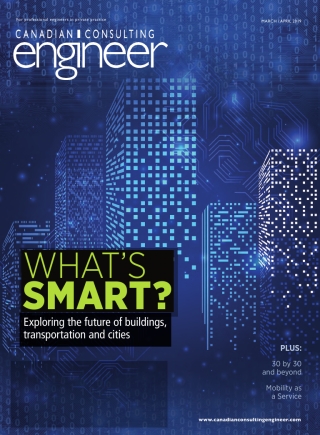 For professional engineers in private practice
MARCH | APRIL 2019
CANADIAN CONSULTING
engineer
WHAT'S
SMART?
Exploring the future of buildings,
transportation and cities
PLUS:
30 by 30
and beyond
Mobility as
a Service
www.canadianconsultingengineer.com